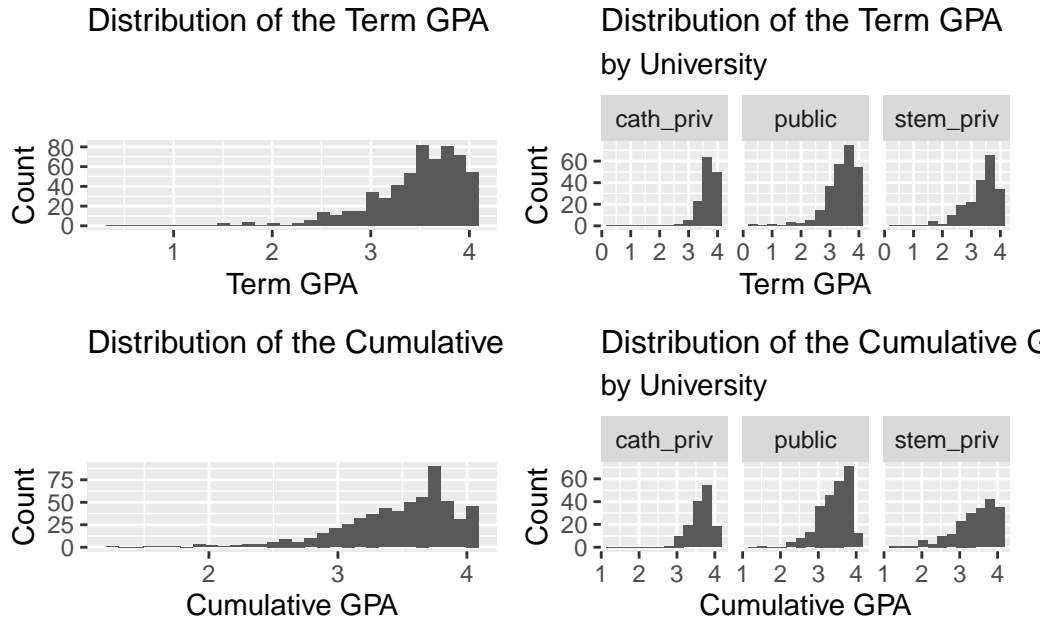 Distribution of the Term GPA
80
60
40
20
0
Count
1 2 3 4
Term GPA
Distribution of the Term GPA
by University
cath_priv public stem_priv
60
40
20
0
Count
0 1 2 3 4 0 1 2 3 4 0 1 2 3 4
Term GPA
Distribution of the Cumulative
75
50
25
0
Count
2 3 4
Cumulative GPA
Distribution of the Cumulative G
by University
cath_priv public stem_priv
60
40
20
0
Count
1 2 3 4 1 2 3 4 1 2 3 4
Cumulative GPA